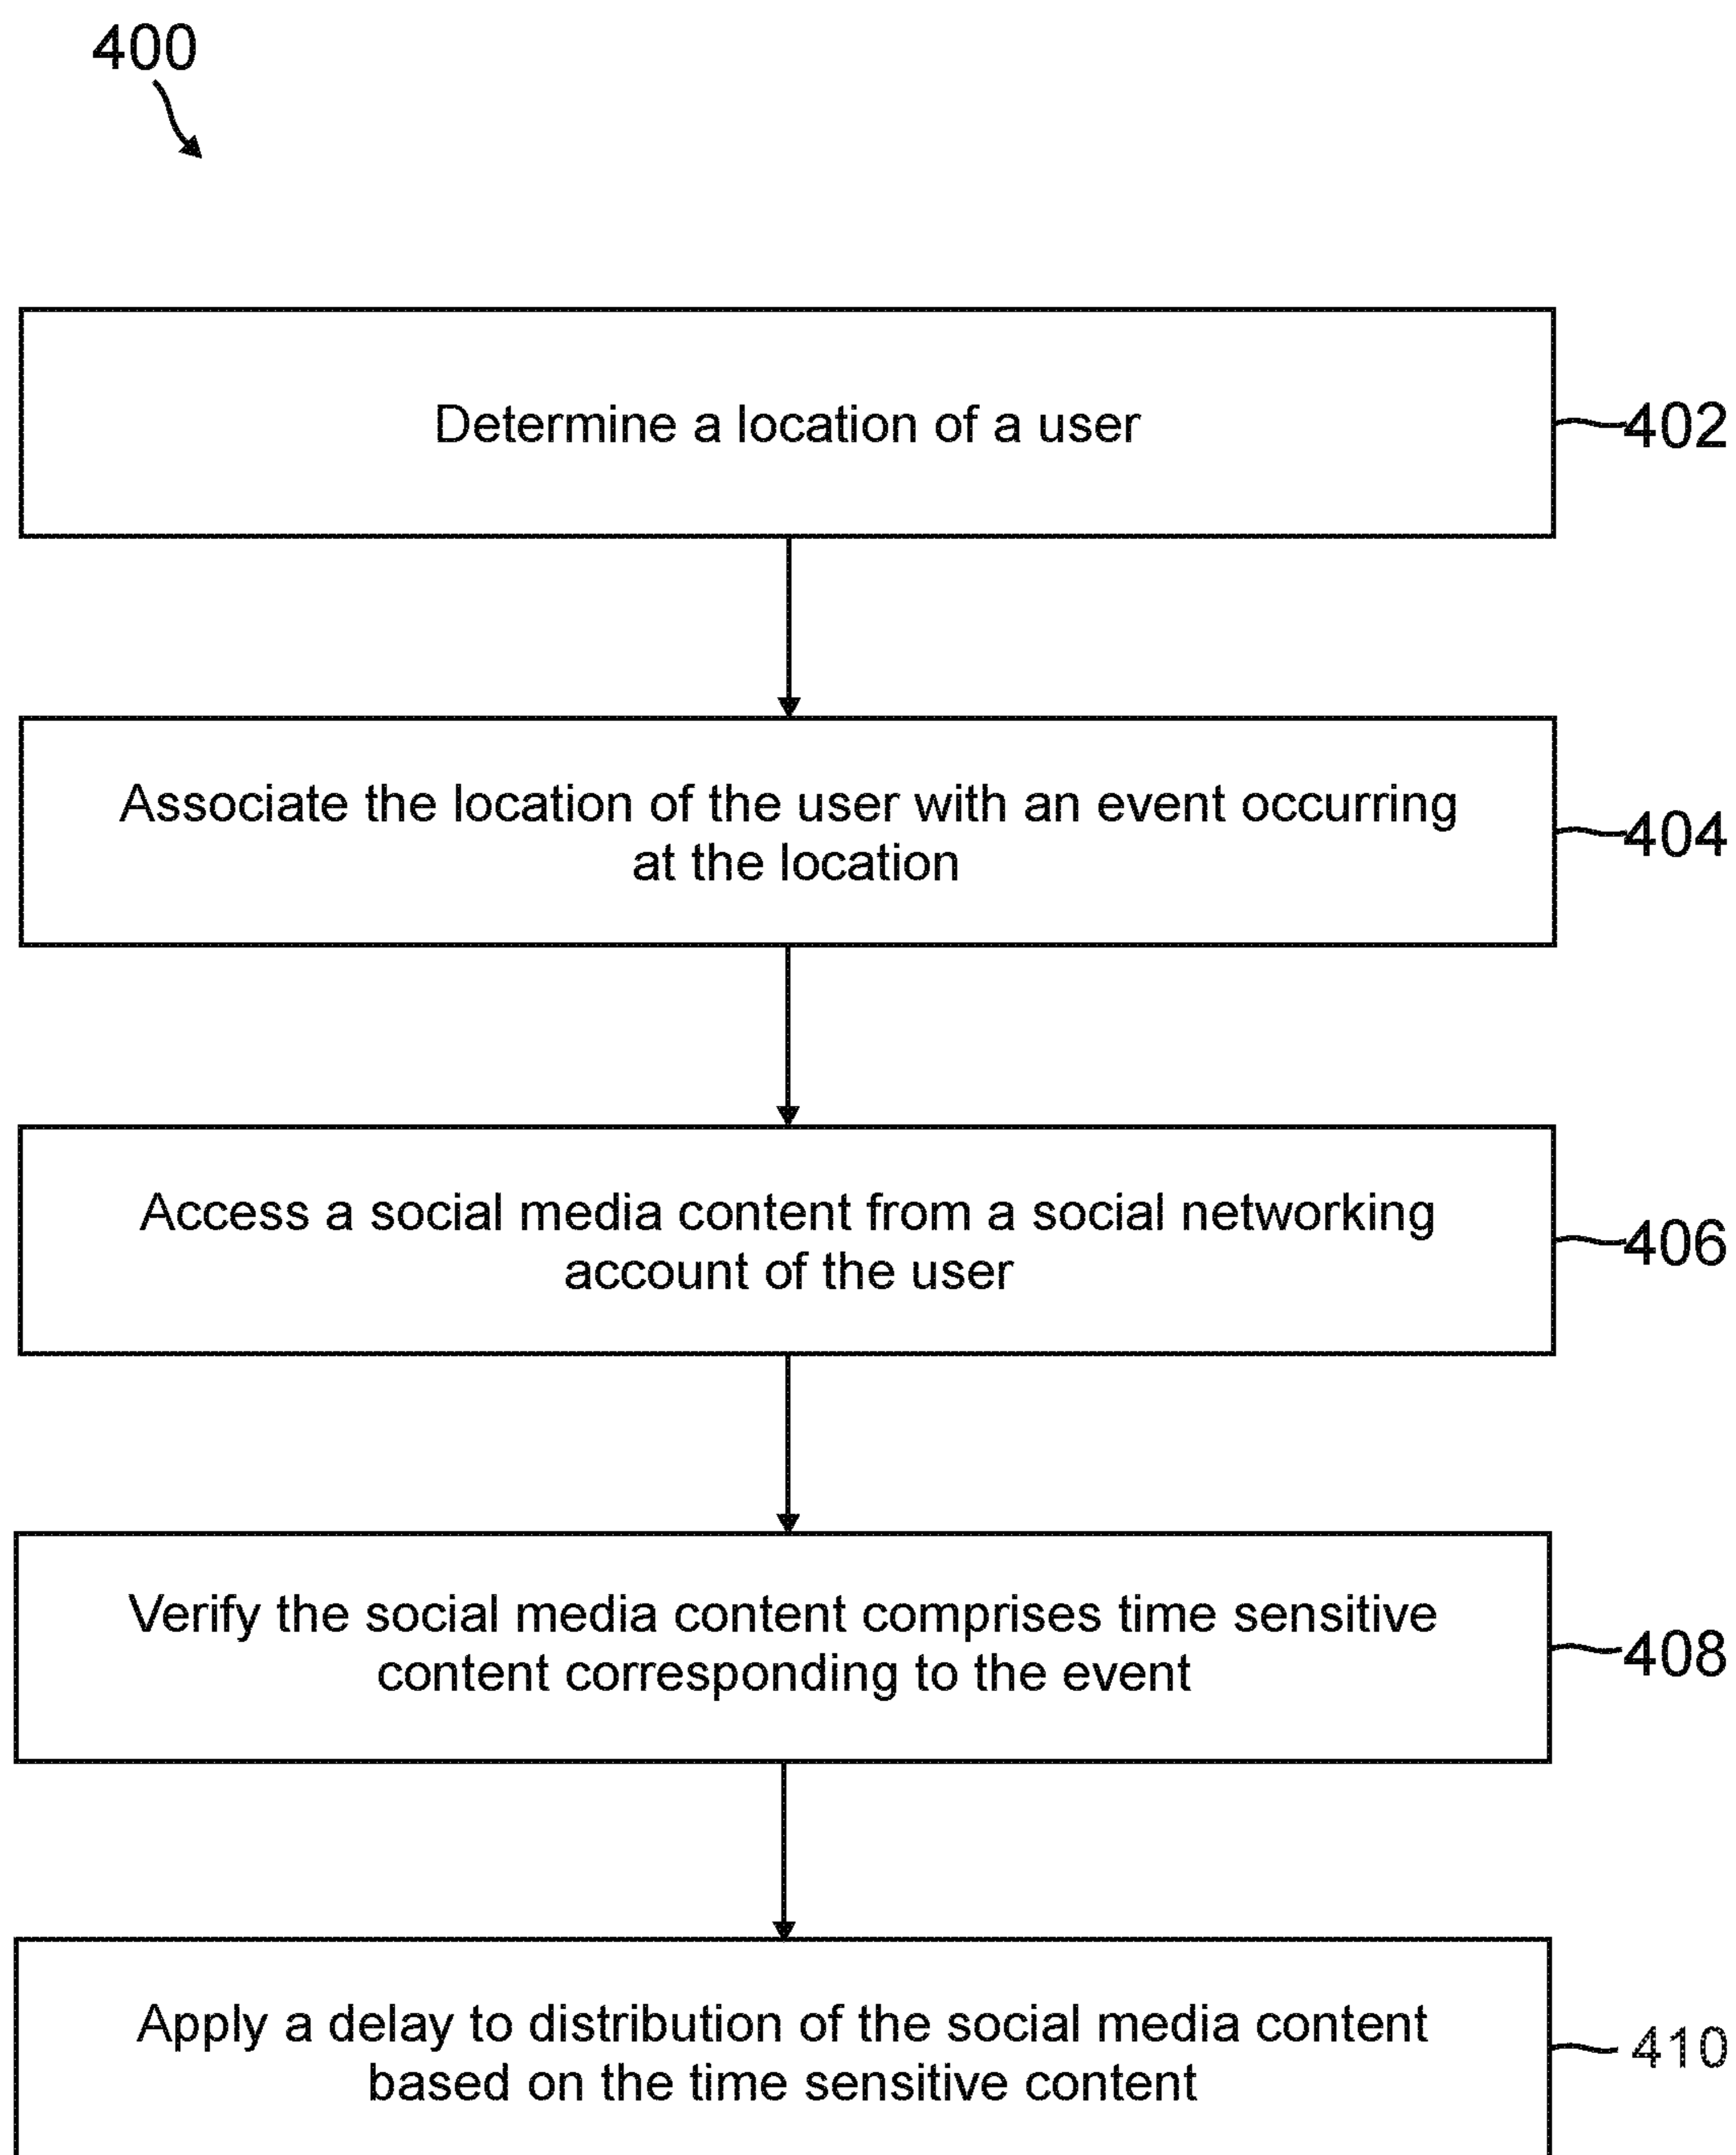 400
Determine a location of a user
402
Associate the location of the user with an event occurring
at the location
404
Access a social media content from a social networking
account of the user
406
Verify the social media content comprises time sensitive
content corresponding to the event
408
Apply a delay to distribution of the social media content
based on the time sensitive content
410